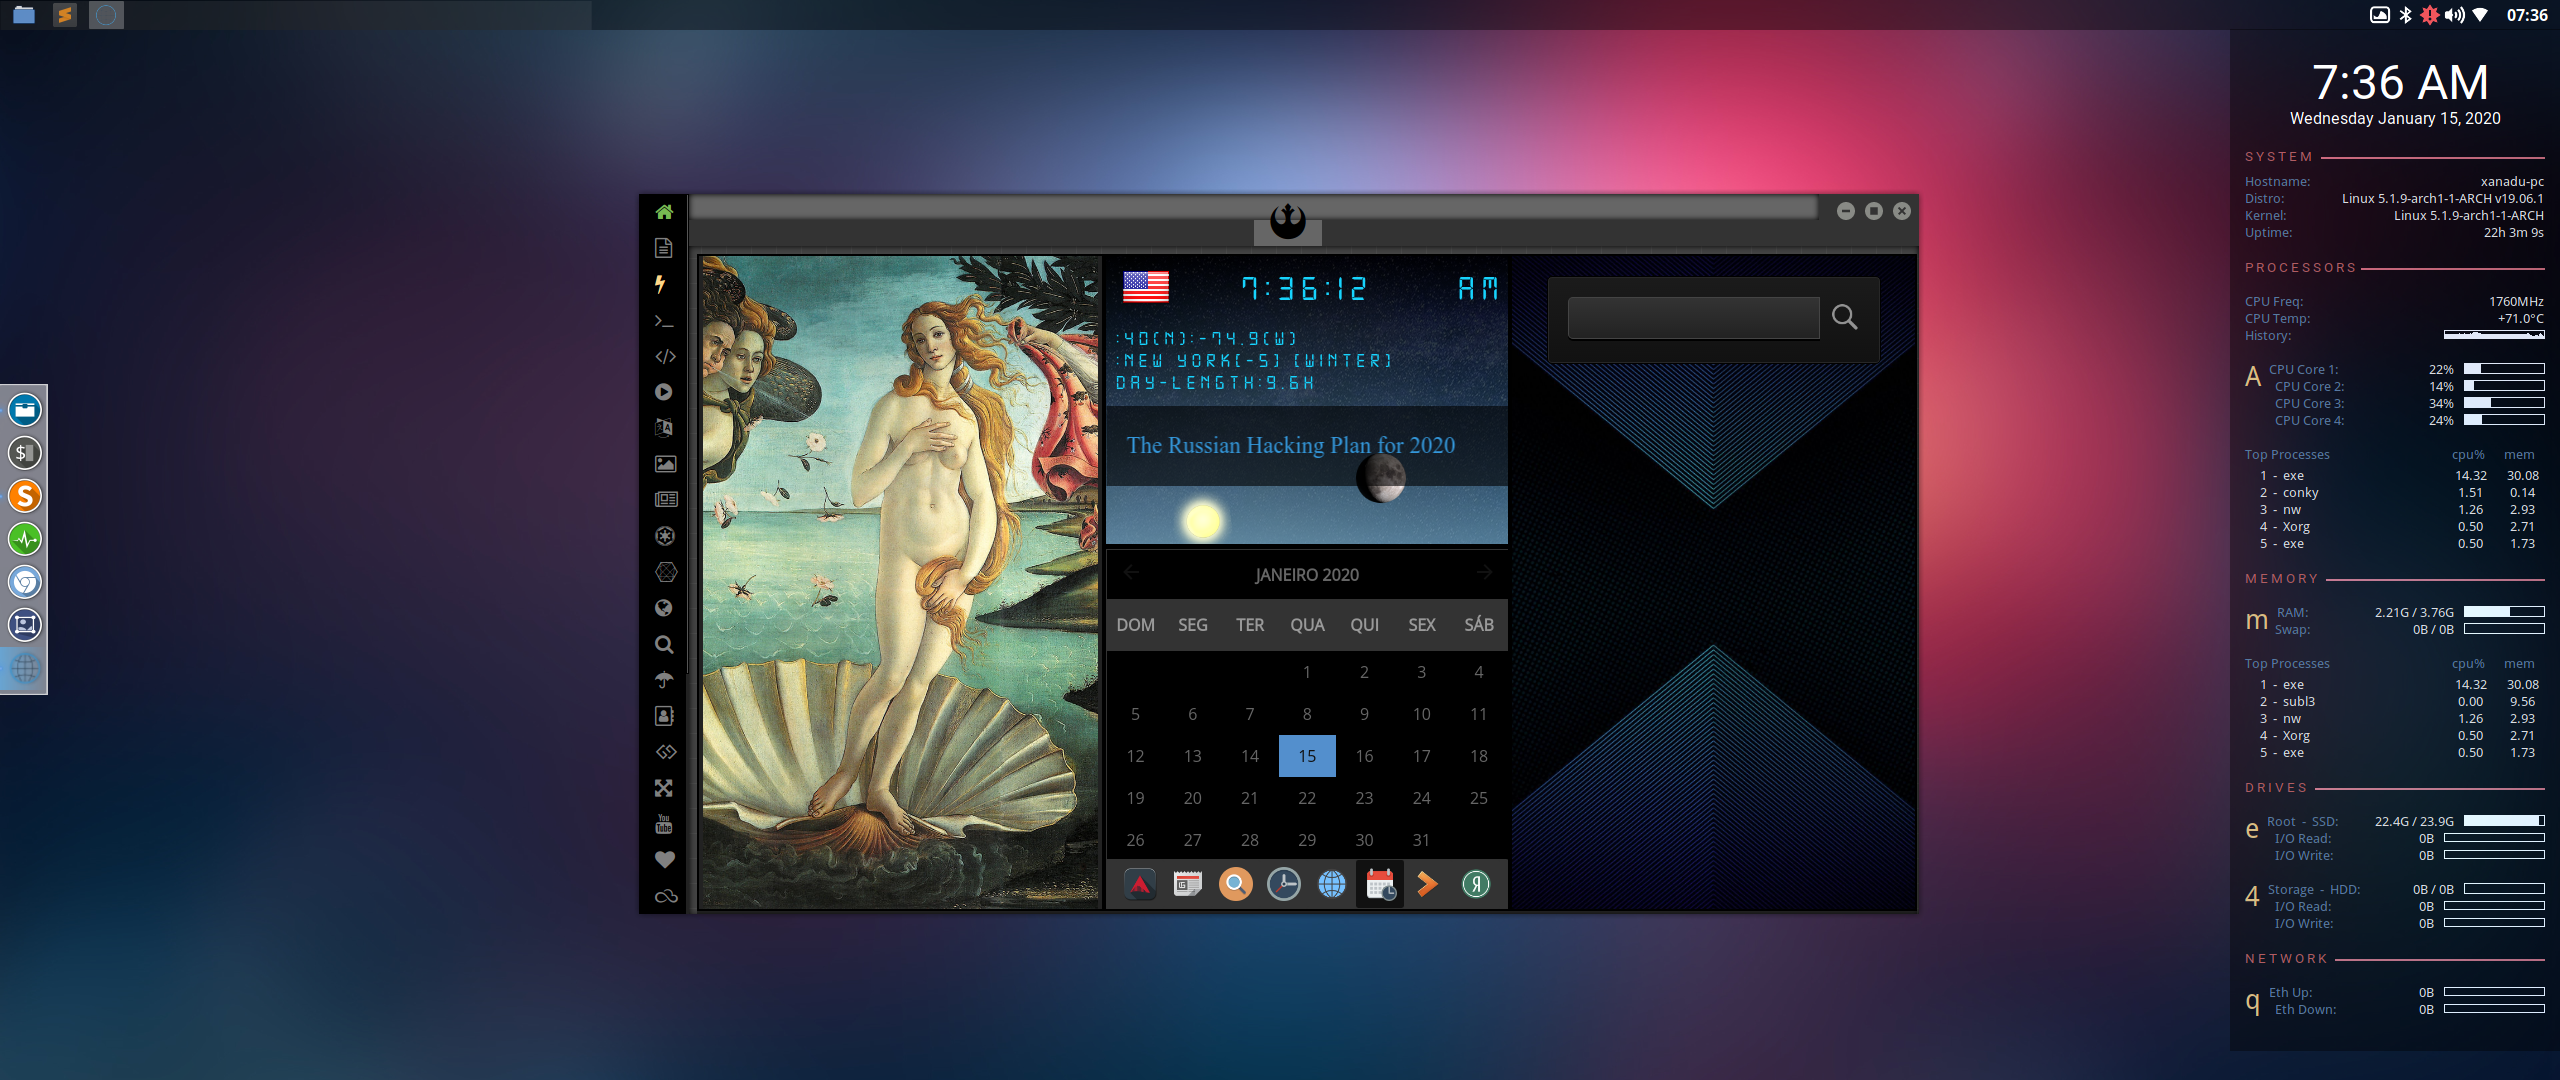 07:36
7:36 AM
Wednesday January 15, 2020
SYSTEM
Hostname: xanadu-pc
Distro: Linux 5.1.9-arch1-1-ARCH v19.06.1
Kernel: Linux 5.1.9-arch1-1-ARCH
Uptime: 22h 3m 9s
PROCESSORS
CPU Freq: 1760MHz
CPU Temp: +71.0°C
History:
A CPU Core 1: 22%
CPU Core 2: 14%
CPU Core 3: 34%
CPU Core 4: 24%
Top Processes cpu% mem
1 - exe 14.32 30.08
2 - conky 1.51 0.14
3 - nw 1.26 2.93
4 - Xorg 0.50 2.71
5 - exe 0.50 1.73
MEMORY
m RAM: 2.21G / 3.76G
Swap: 0B / 0B
Top Processes cpu% mem
1 - exe 14.32 30.08
2 - subl3 0.00 9.56
3 - nw 1.26 2.93
4 - Xorg 0.50 2.71
5 - exe 0.50 1.73
DRIVES
e Root - SSD: 22.4G / 23.9G
I/O Read: 0B
I/O Write: 0B
4 Storage - HDD: 0B / 0B
I/O Read: 0B
I/O Write: 0B
NETWORK
q Eth Up: 0B
Eth Down: 0B
7:36:12 AM
:40(N):-74.9(W)
:NEW YORK(-5) (WINTER)
DAY-LENGTH:9.6H
The Russian Hacking Plan for 2020
JANEIRO 2020
DOM SEG TER QUA QUI SEX SÁB
1 2 3 4
5 6 7 8 9 10 11
12 13 14 15 16 17 18
19 20 21 22 23 24 25
26 27 28 29 30 31
You
Tube